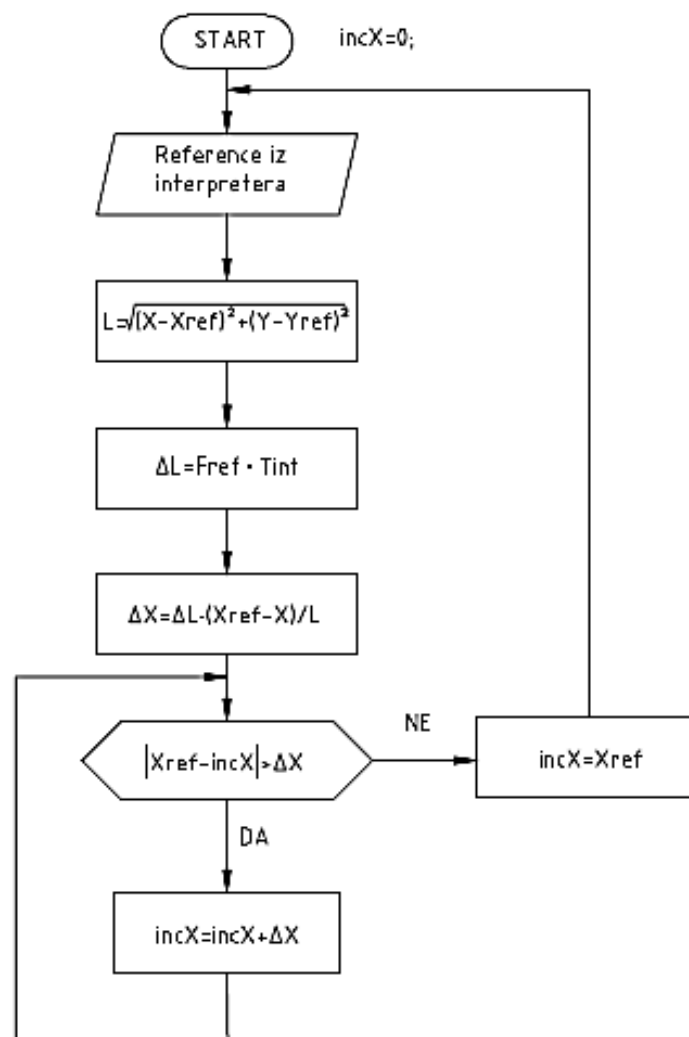 START
incX=0;
Reference iz
interpretera
L=√(X-Xref)²+(Y-Yref)²
ΔL=Fref · Tint
ΔX=ΔL·(Xref-X)/L
|Xref-incX|>ΔX
NE
incX=Xref
DA
incX=incX+ΔX